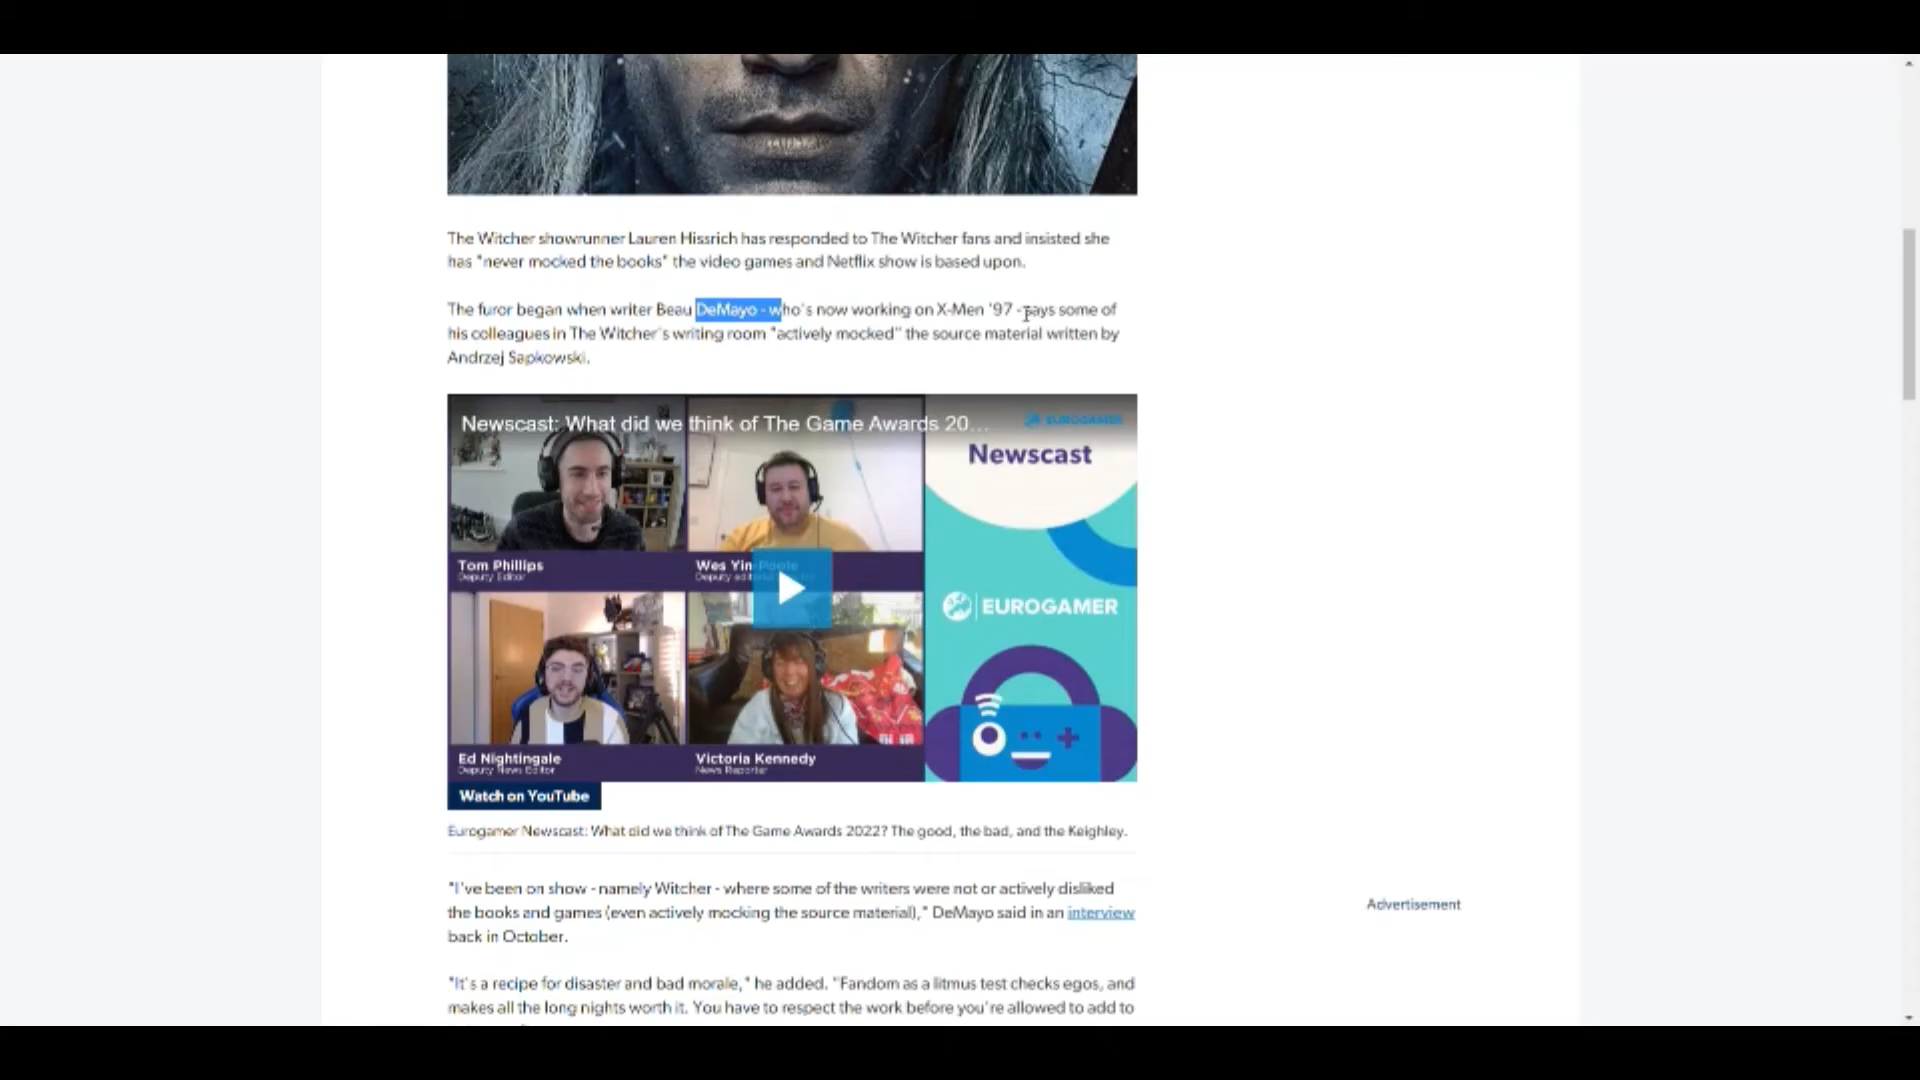 The Witcher showrunner Lauren Hissrich has responded to The Witcher fans and insisted she
has "never mocked the books" the video games and Netflix show is based upon.
The furor began when writer Beau DeMayo - who's now working on X-Men '97 - says some of
his colleagues in The Witcher's writing room "actively mocked" the source material written by
Andrzej Sapkowski.
Newscast: What did we think of The Game Awards 20...
EUROGAMER
Newscast
Tom Phillips
Deputy Editor
Wes Yin-Poole
Deputy
EUROGAMER
Ed Nightingale
Deputy News Editor
Victoria Kennedy
News Reporter
Watch on YouTube
Eurogamer Newscast: What did we think of The Game Awards 2022? The good, the bad, and the Keighley.
"I've been on show - namely Witcher - where some of the writers were not or actively disliked
the books and games (even actively mocking the source material)," DeMayo said in an interview
back in October.
Advertisement
"It's a recipe for disaster and bad morale," he added. "Fandom as a litmus test checks egos, and
makes all the long nights worth it. You have to respect the work before you're allowed to add to